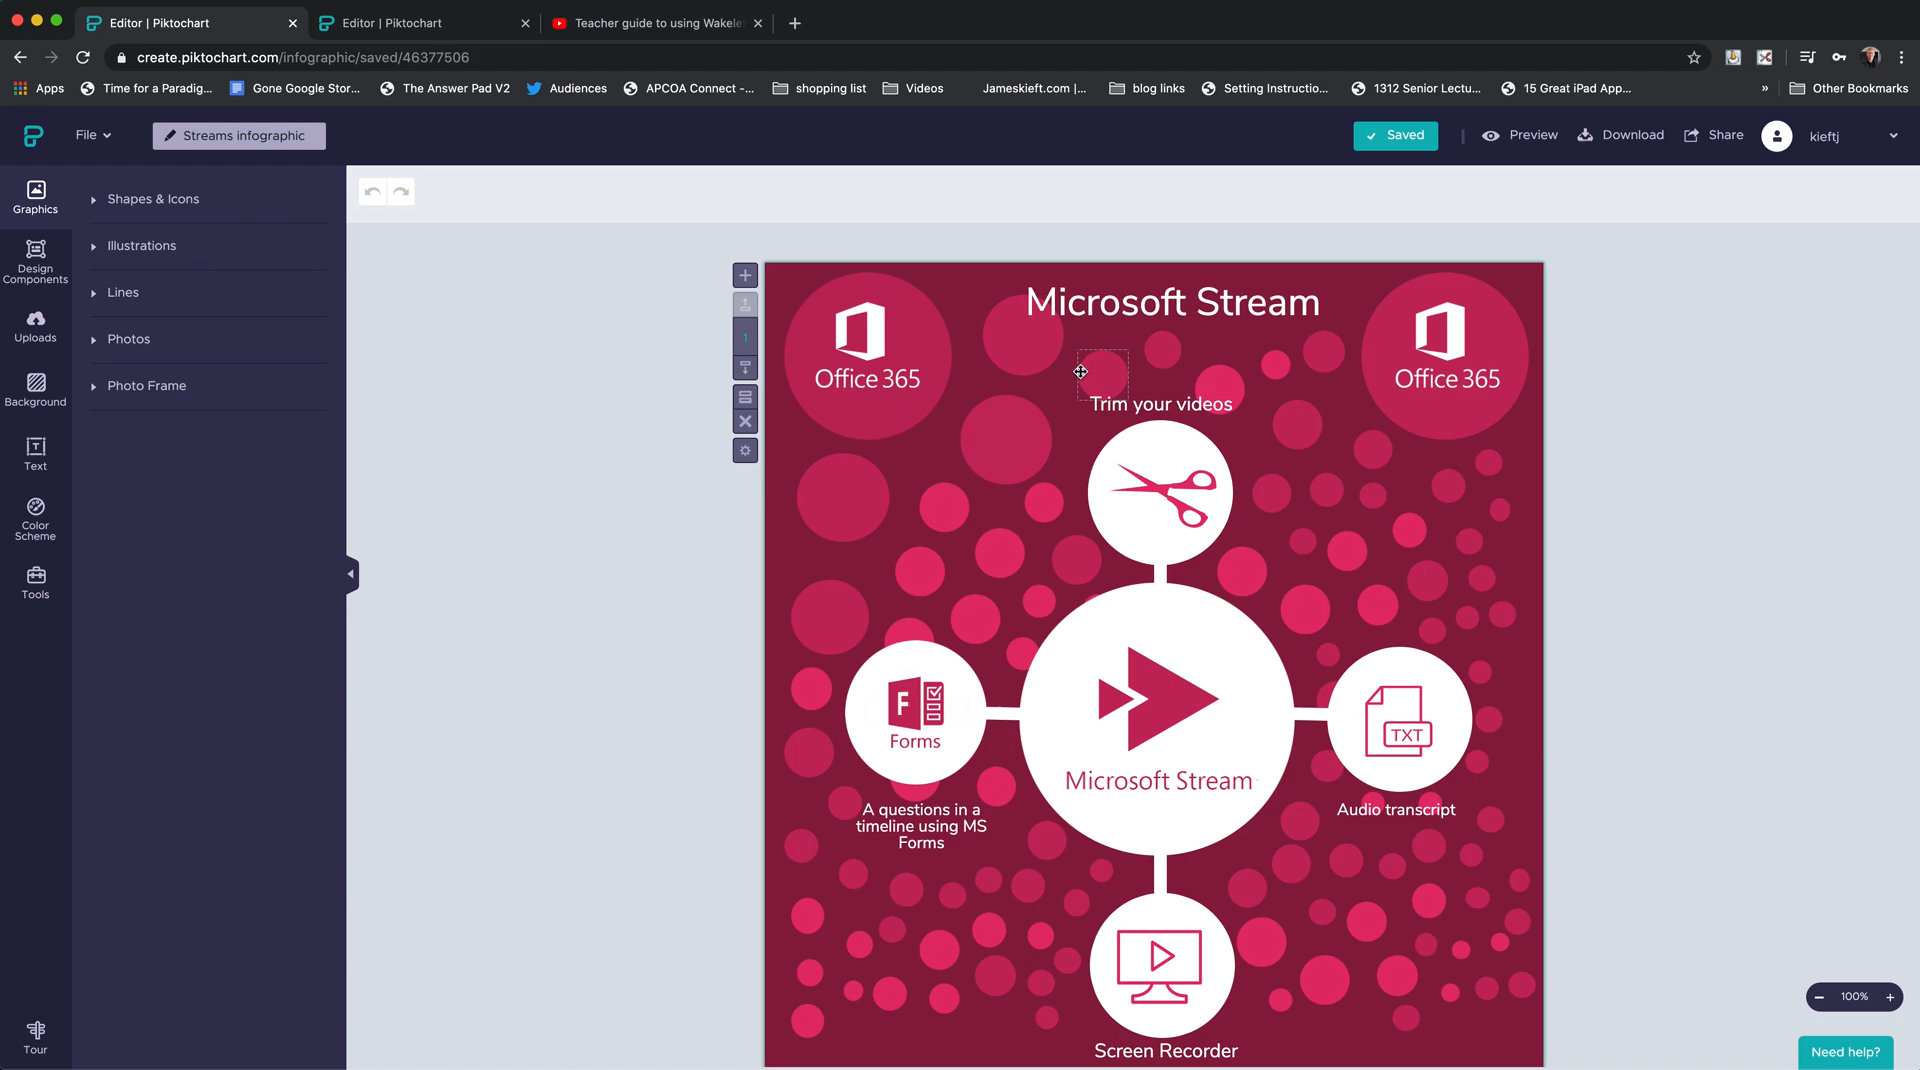 Editor | Piktochart
Editor | Piktochart
Teacher guide to using Wakele
create.piktochart.com/infographic/saved/46377506
Apps
Time for a Paradig...
Gone Google Stor...
The Answer Pad V2
Audiences
APCOA Connect -...
shopping list
Videos
Jameskieft.com |...
blog links
Setting Instructio...
1312 Senior Lectu...
15 Great iPad App...
»
Other Bookmarks
File
Streams infographic
Saved
Preview
Download
Share
kieftj
Graphics
Design
Components
Uploads
Background
Text
Color
Scheme
Tools
Tour
Shapes & Icons
Illustrations
Lines
Photos
Photo Frame
1
Microsoft Stream
Office 365
Office 365
Trim your videos
F
Forms
A questions in a
timeline using MS
Forms
Microsoft Stream
TXT
Audio transcript
Screen Recorder
100%
Need help?